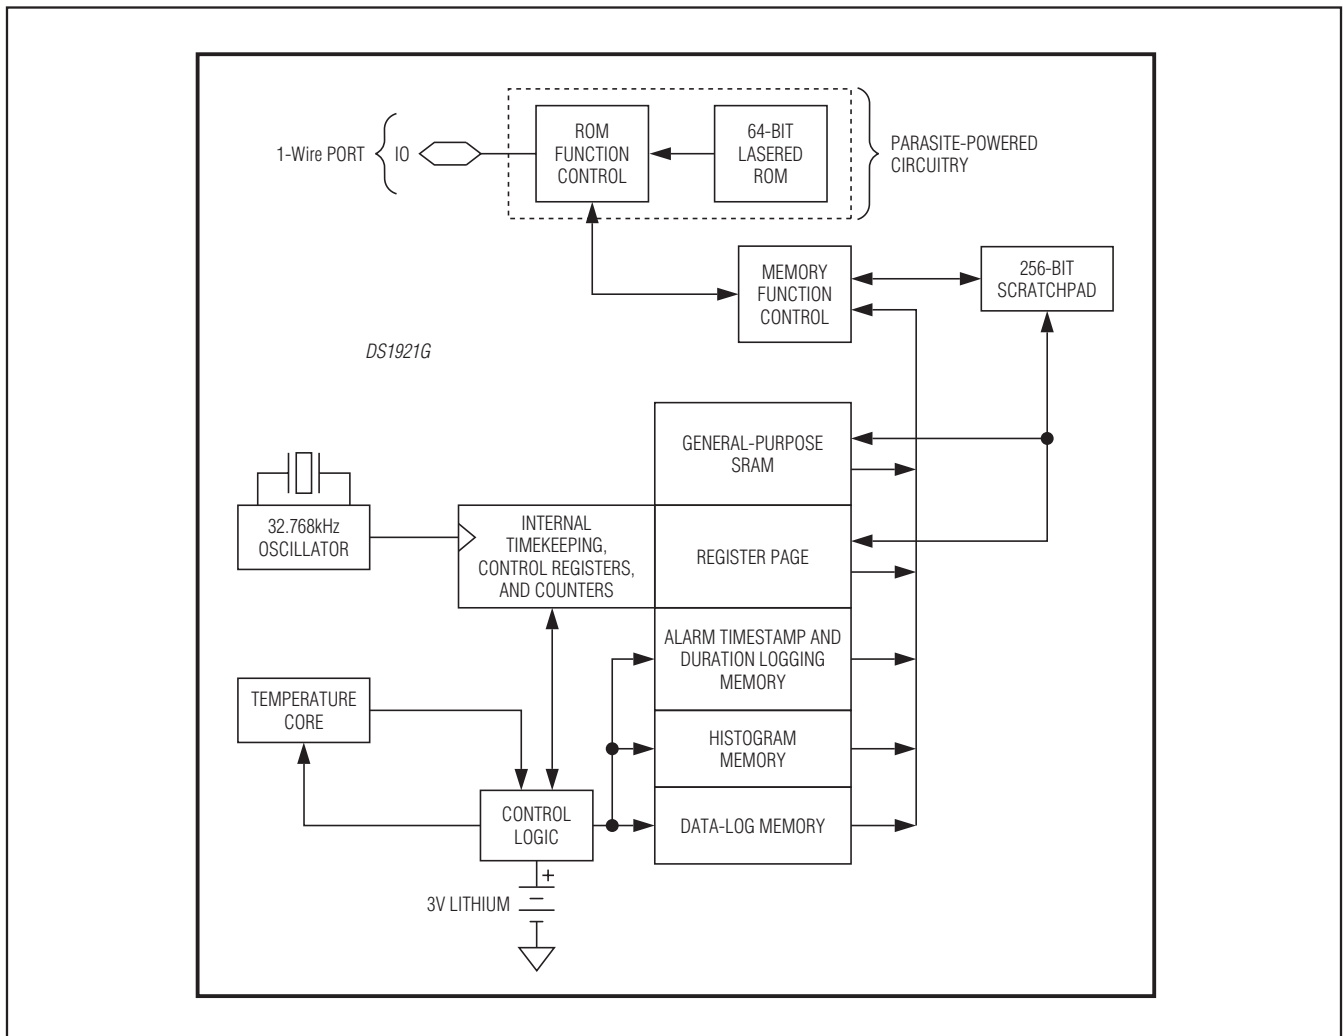 1-Wire PORT
IO
ROM
FUNCTION
CONTROL
64-BIT
LASERED
ROM
PARASITE-POWERED
CIRCUITRY
MEMORY
FUNCTION
CONTROL
256-BIT
SCRATCHPAD
DS1921G
GENERAL-PURPOSE
SRAM
32.768kHz
OSCILLATOR
INTERNAL
TIMEKEEPING,
CONTROL REGISTERS,
AND COUNTERS
REGISTER PAGE
ALARM TIMESTAMP AND
DURATION LOGGING
MEMORY
TEMPERATURE
CORE
HISTOGRAM
MEMORY
CONTROL
LOGIC
DATA-LOG MEMORY
+
3V LITHIUM